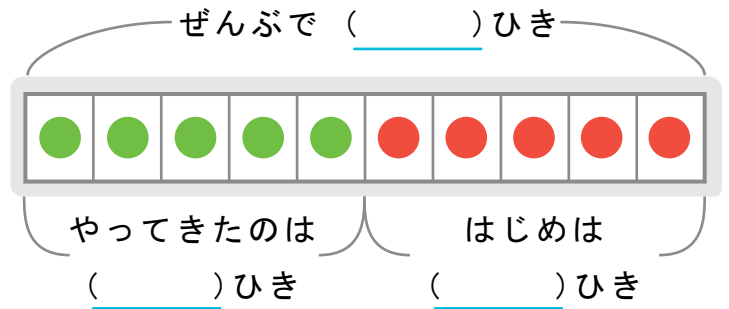 ぜんぶで ( )ひき
やってきたのは
( )ひき
はじめは
( )ひき